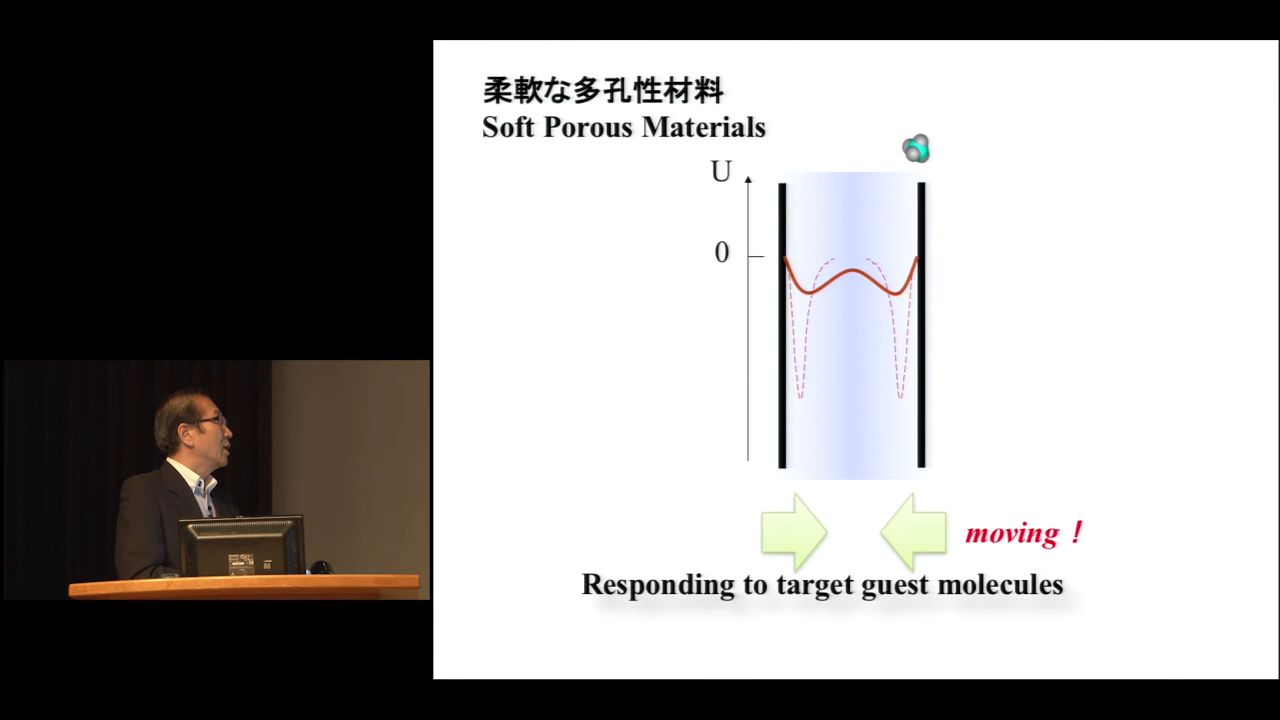 柔軟な多孔性材料
Soft Porous Materials
U
0
moving !
Responding to target guest molecules